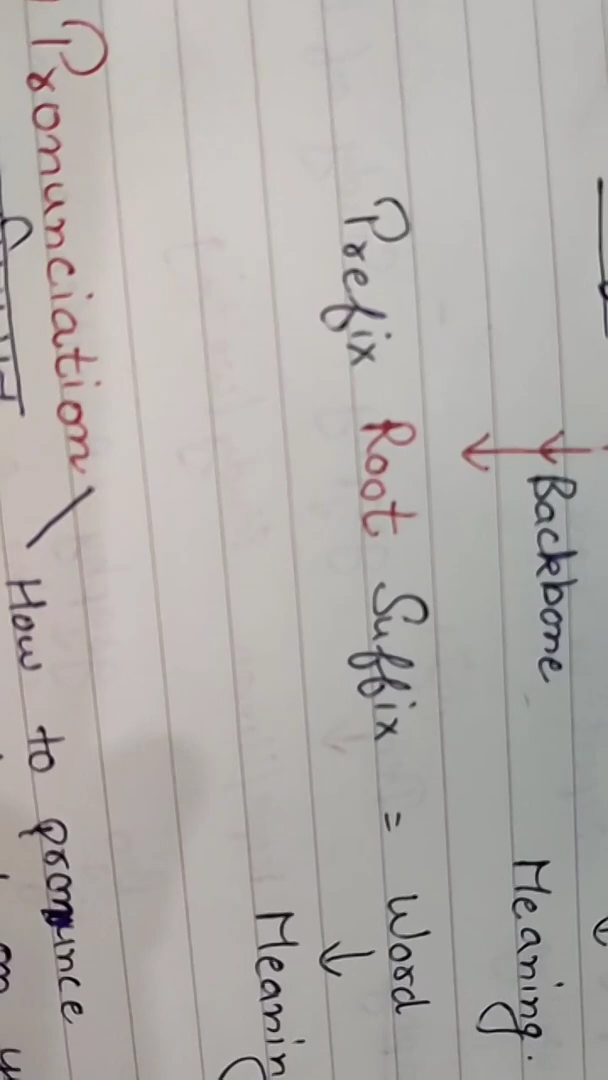 Backbone Meaning.
Prefix Root Suffix = Word
Meanin
Pronunciation \ How to pronunce